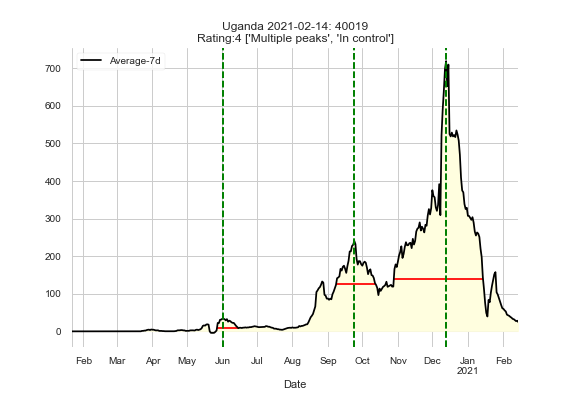 Uganda 2021-02-14: 40019
Rating:4 ['Multiple peaks', 'In control']
Average-7d
700
600
500
400
300
200
100
0
Feb Mar Apr May Jun Jul Aug Sep Oct Nov Dec Jan Feb
2021
Date